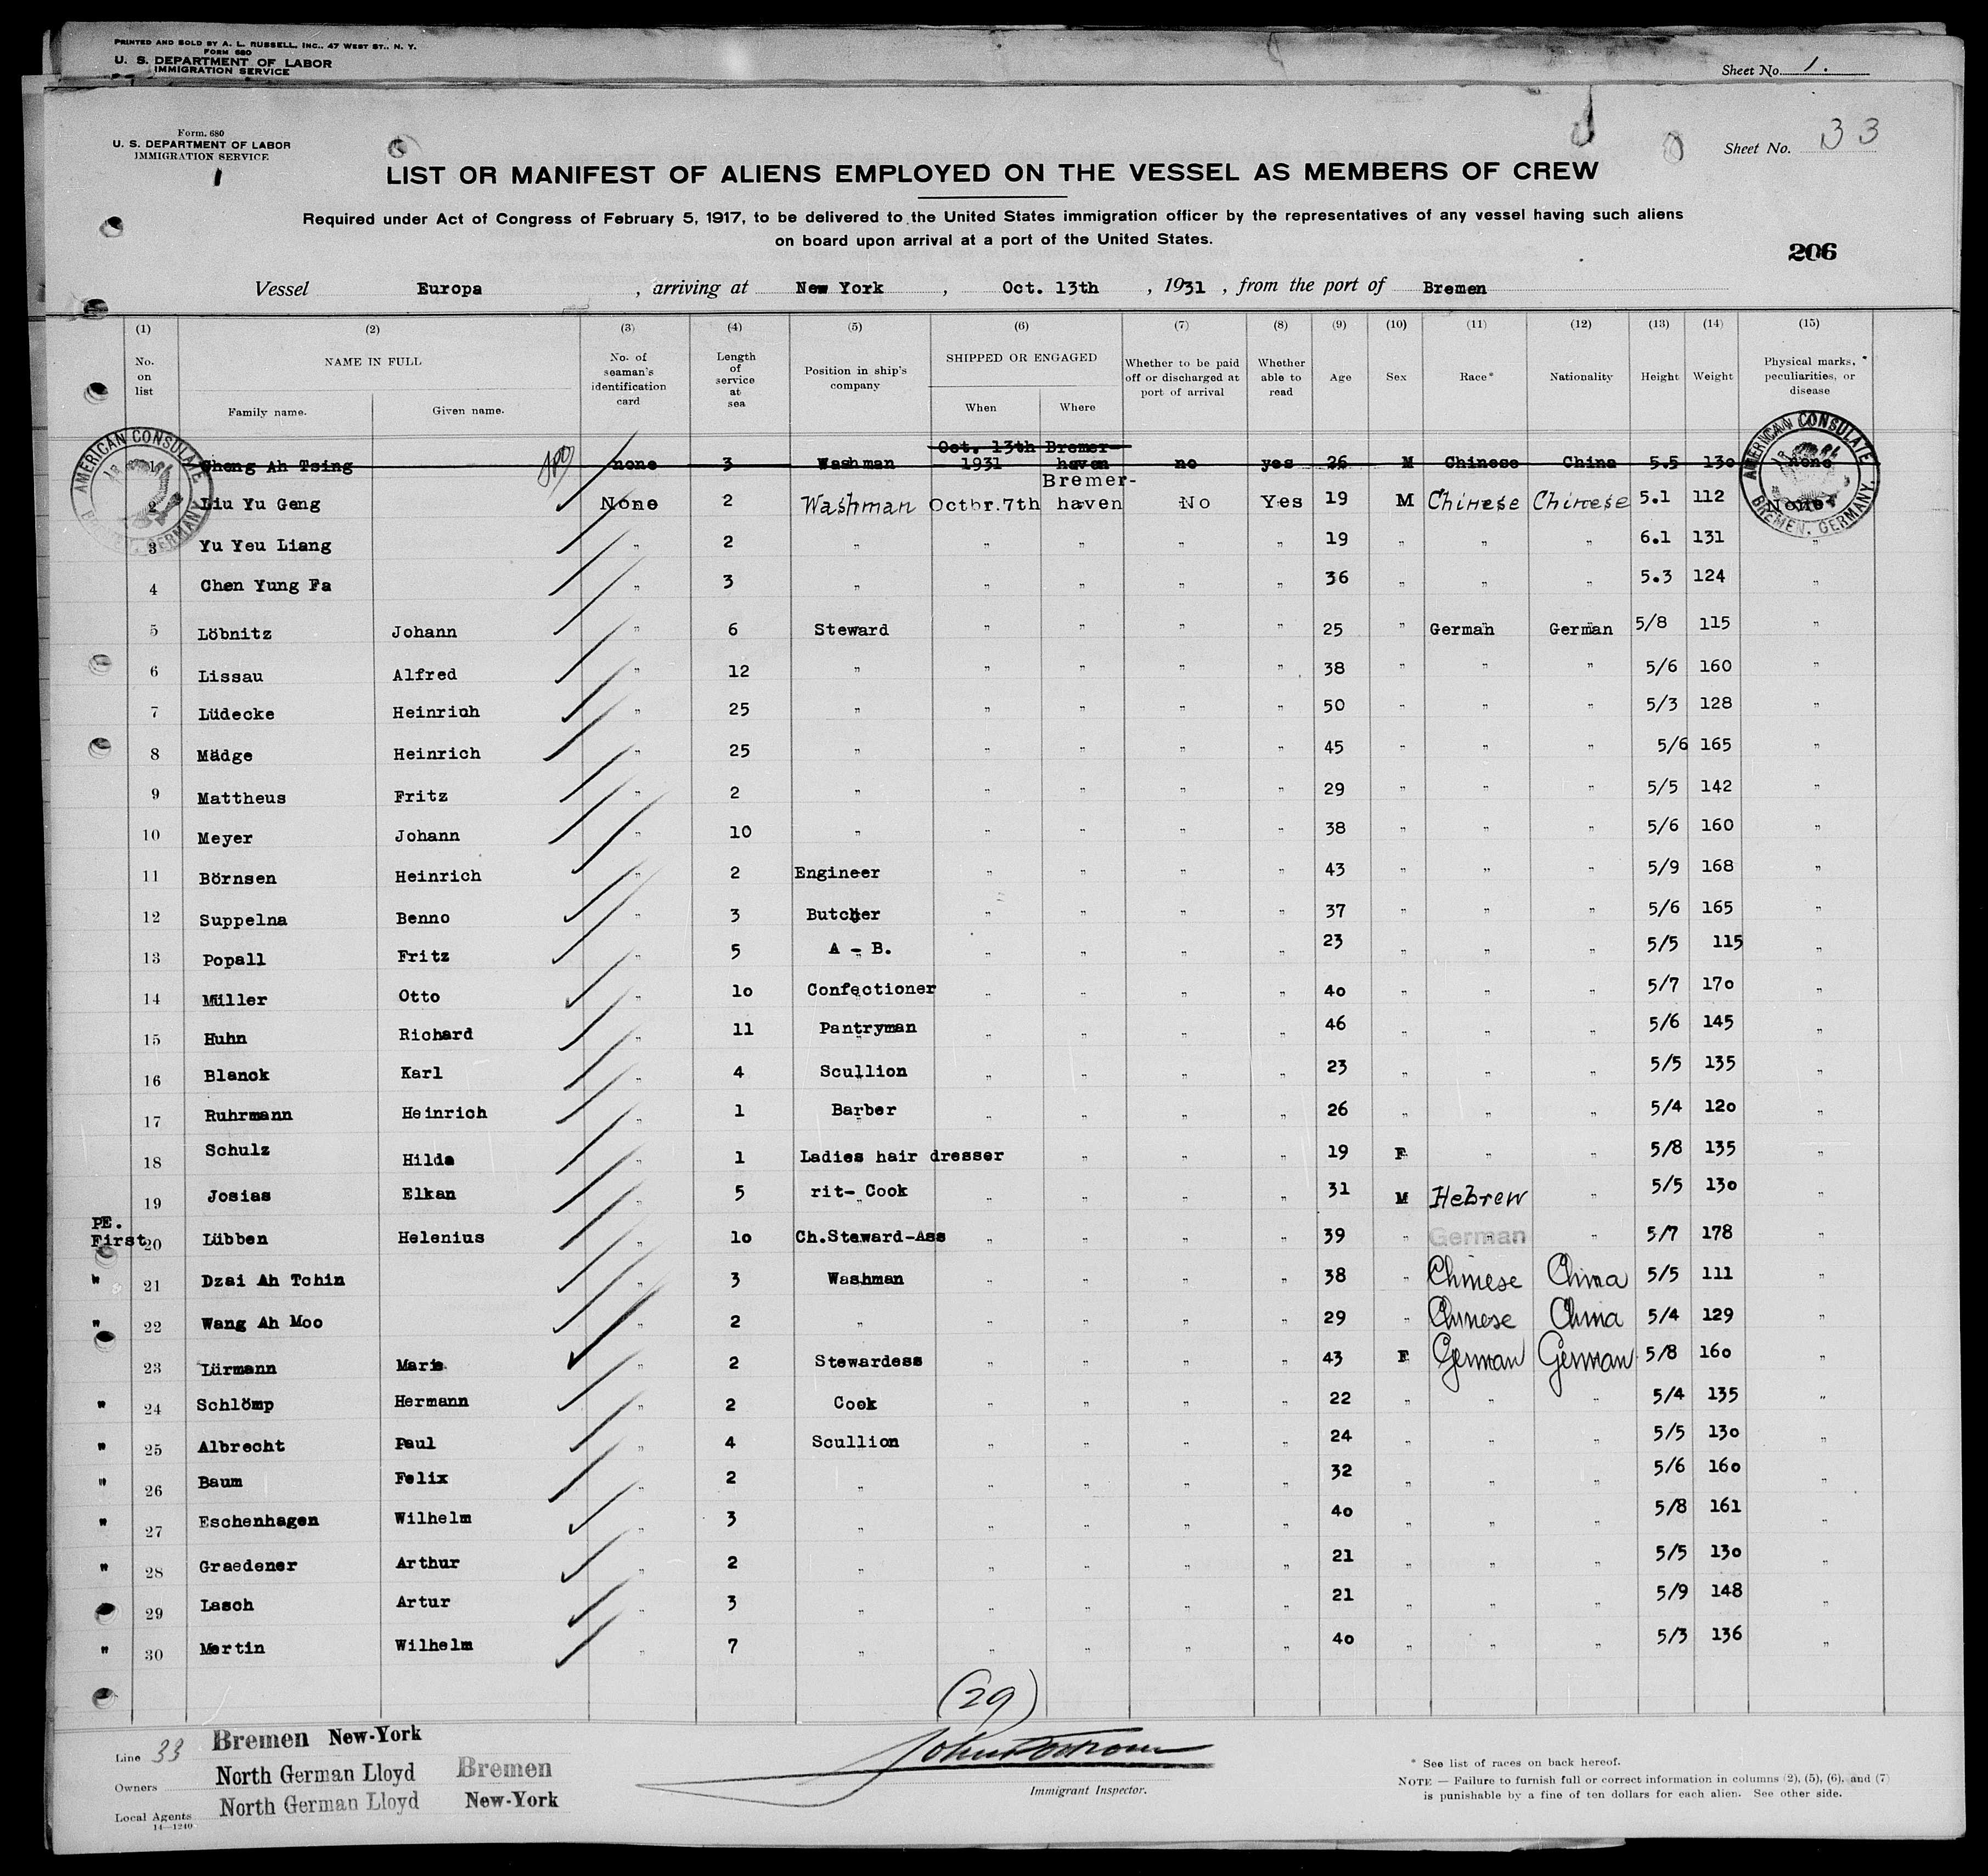 PRINTED AND SOLD BY A. L. RUSSELL, INC., 47 WEST ST., N. Y.
FORM 680
U. S. DEPARTMENT OF LABOR
IMMIGRATION SERVICE
Sheet No. 1.
Form. 680
U. S. DEPARTMENT OF LABOR
IMMIGRATION SERVICE
1
Sheet No. 33
LIST OR MANIFEST OF ALIENS EMPLOYED ON THE VESSEL AS MEMBERS OF CREW
Required under Act of Congress of February 5, 1917, to be delivered to the United States immigration officer by the representatives of any vessel having such aliens
on board upon arrival at a port of the United States.
206
Vessel Europa , arriving at New York , Oct. 13th , 1931 , from the port of Bremen
(1) (2) (3) (4) (5) (6) (7) (8) (9) (10) (11) (12) (13) (14) (15)
No. on list NAME IN FULL Family name. Given name. No. of seaman's identification card Length of service at sea Position in ship's company SHIPPED OR ENGAGED When Where Whether to be paid off or discharged at port of arrival Whether able to read Age Sex Race* Nationality Height Weight Physical marks, peculiarities, or disease
AMERICAN CONSULATE BREMEN, GERMANY.
AMERICAN CONSULATE BREMEN, GERMANY.
1 Cheng Ah Tsing none 3 Washman Oct. 13th 1931 Bremer-haven no yes 26 M Chinese China 5.5 130 none
2 Liu Yu Geng None 2 Washman Octbr.7th Bremer-haven No Yes 19 M Chinese Chinese 5.1 112 None
3 Yu Yeu Liang " 2 " " " " " 19 " " " 6.1 131 "
4 Chen Yung Fa " 3 " " " " " 36 " " " 5.3 124 "
5 Löbnitz Johann " 6 Steward " " " " 25 " German German 5/8 115 "
6 Lissau Alfred " 12 " " " " " 38 " " " 5/6 160 "
7 Lüdecke Heinrich " 25 " " " " " 50 " " " 5/3 128 "
8 Mädge Heinrich " 25 " " " " " 45 " " " 5/6 165 "
9 Mattheus Fritz " 2 " " " " " 29 " " " 5/5 142 "
10 Meyer Johann " 10 " " " " " 38 " " " 5/6 160 "
11 Börnsen Heinrich " 2 Engineer " " " " 43 " " " 5/9 168 "
12 Suppelna Benno " 3 Butcher " " " " 37 " " " 5/6 165 "
13 Popall Fritz " 5 A - B. " " " " 23 " " " 5/5 115 "
14 Müller Otto " 10 Confectioner " " " " 40 " " " 5/7 170 "
15 Huhn Richard " 11 Pantryman " " " " 46 " " " 5/6 145 "
16 Blanck Karl " 4 Scullion " " " " 23 " " " 5/5 135 "
17 Ruhrmann Heinrich " 1 Barber " " " " 26 " " " 5/4 120 "
18 Schulz Hilda " 1 Ladies hair dresser " " " 19 F " " 5/8 135 "
19 Josias Elkan " 5 rit- Cook " " " " 31 M Hebrew " 5/5 130 "
PE. First 20 Lübben Helenius " 10 Ch.Steward-Ass " " " " 39 " German " 5/7 178 "
" 21 Dzai Ah Tchin " 3 Washman " " " " 38 " Chinese China 5/5 111 "
" 22 Wang Ah Moo " 2 " " " " " 29 " Chinese China 5/4 129 "
23 Lürmann Marie " 2 Stewardess " " " " 43 F German German 5/8 160 "
" 24 Schlömp Hermann " 2 Cook " " " " 22 " " " 5/4 135 "
" 25 Albrecht Paul " 4 Scullion " " " " 24 " " " 5/5 130 "
" 26 Baum Felix " 2 " " " " " 32 " " " 5/6 160 "
" 27 Eschenhagen Wilhelm " 3 " " " " " 40 " " " 5/8 161 "
" 28 Graedener Arthur " 2 " " " " " 21 " " " 5/5 130 "
29 Lasch Artur " 3 " " " " " 21 " " " 5/9 148 "
" 30 Martin Wilhelm " 7 " " " " " 40 " " " 5/3 136 "
(29)
Line 33 Bremen New-York
Owners North German Lloyd Bremen
Local Agents North German Lloyd New-York
14-1240
Immigrant Inspector.
* See list of races on back hereof.
NOTE — Failure to furnish full or correct information in columns (2), (5), (6), and (7)
is punishable by a fine of ten dollars for each alien. See other side.